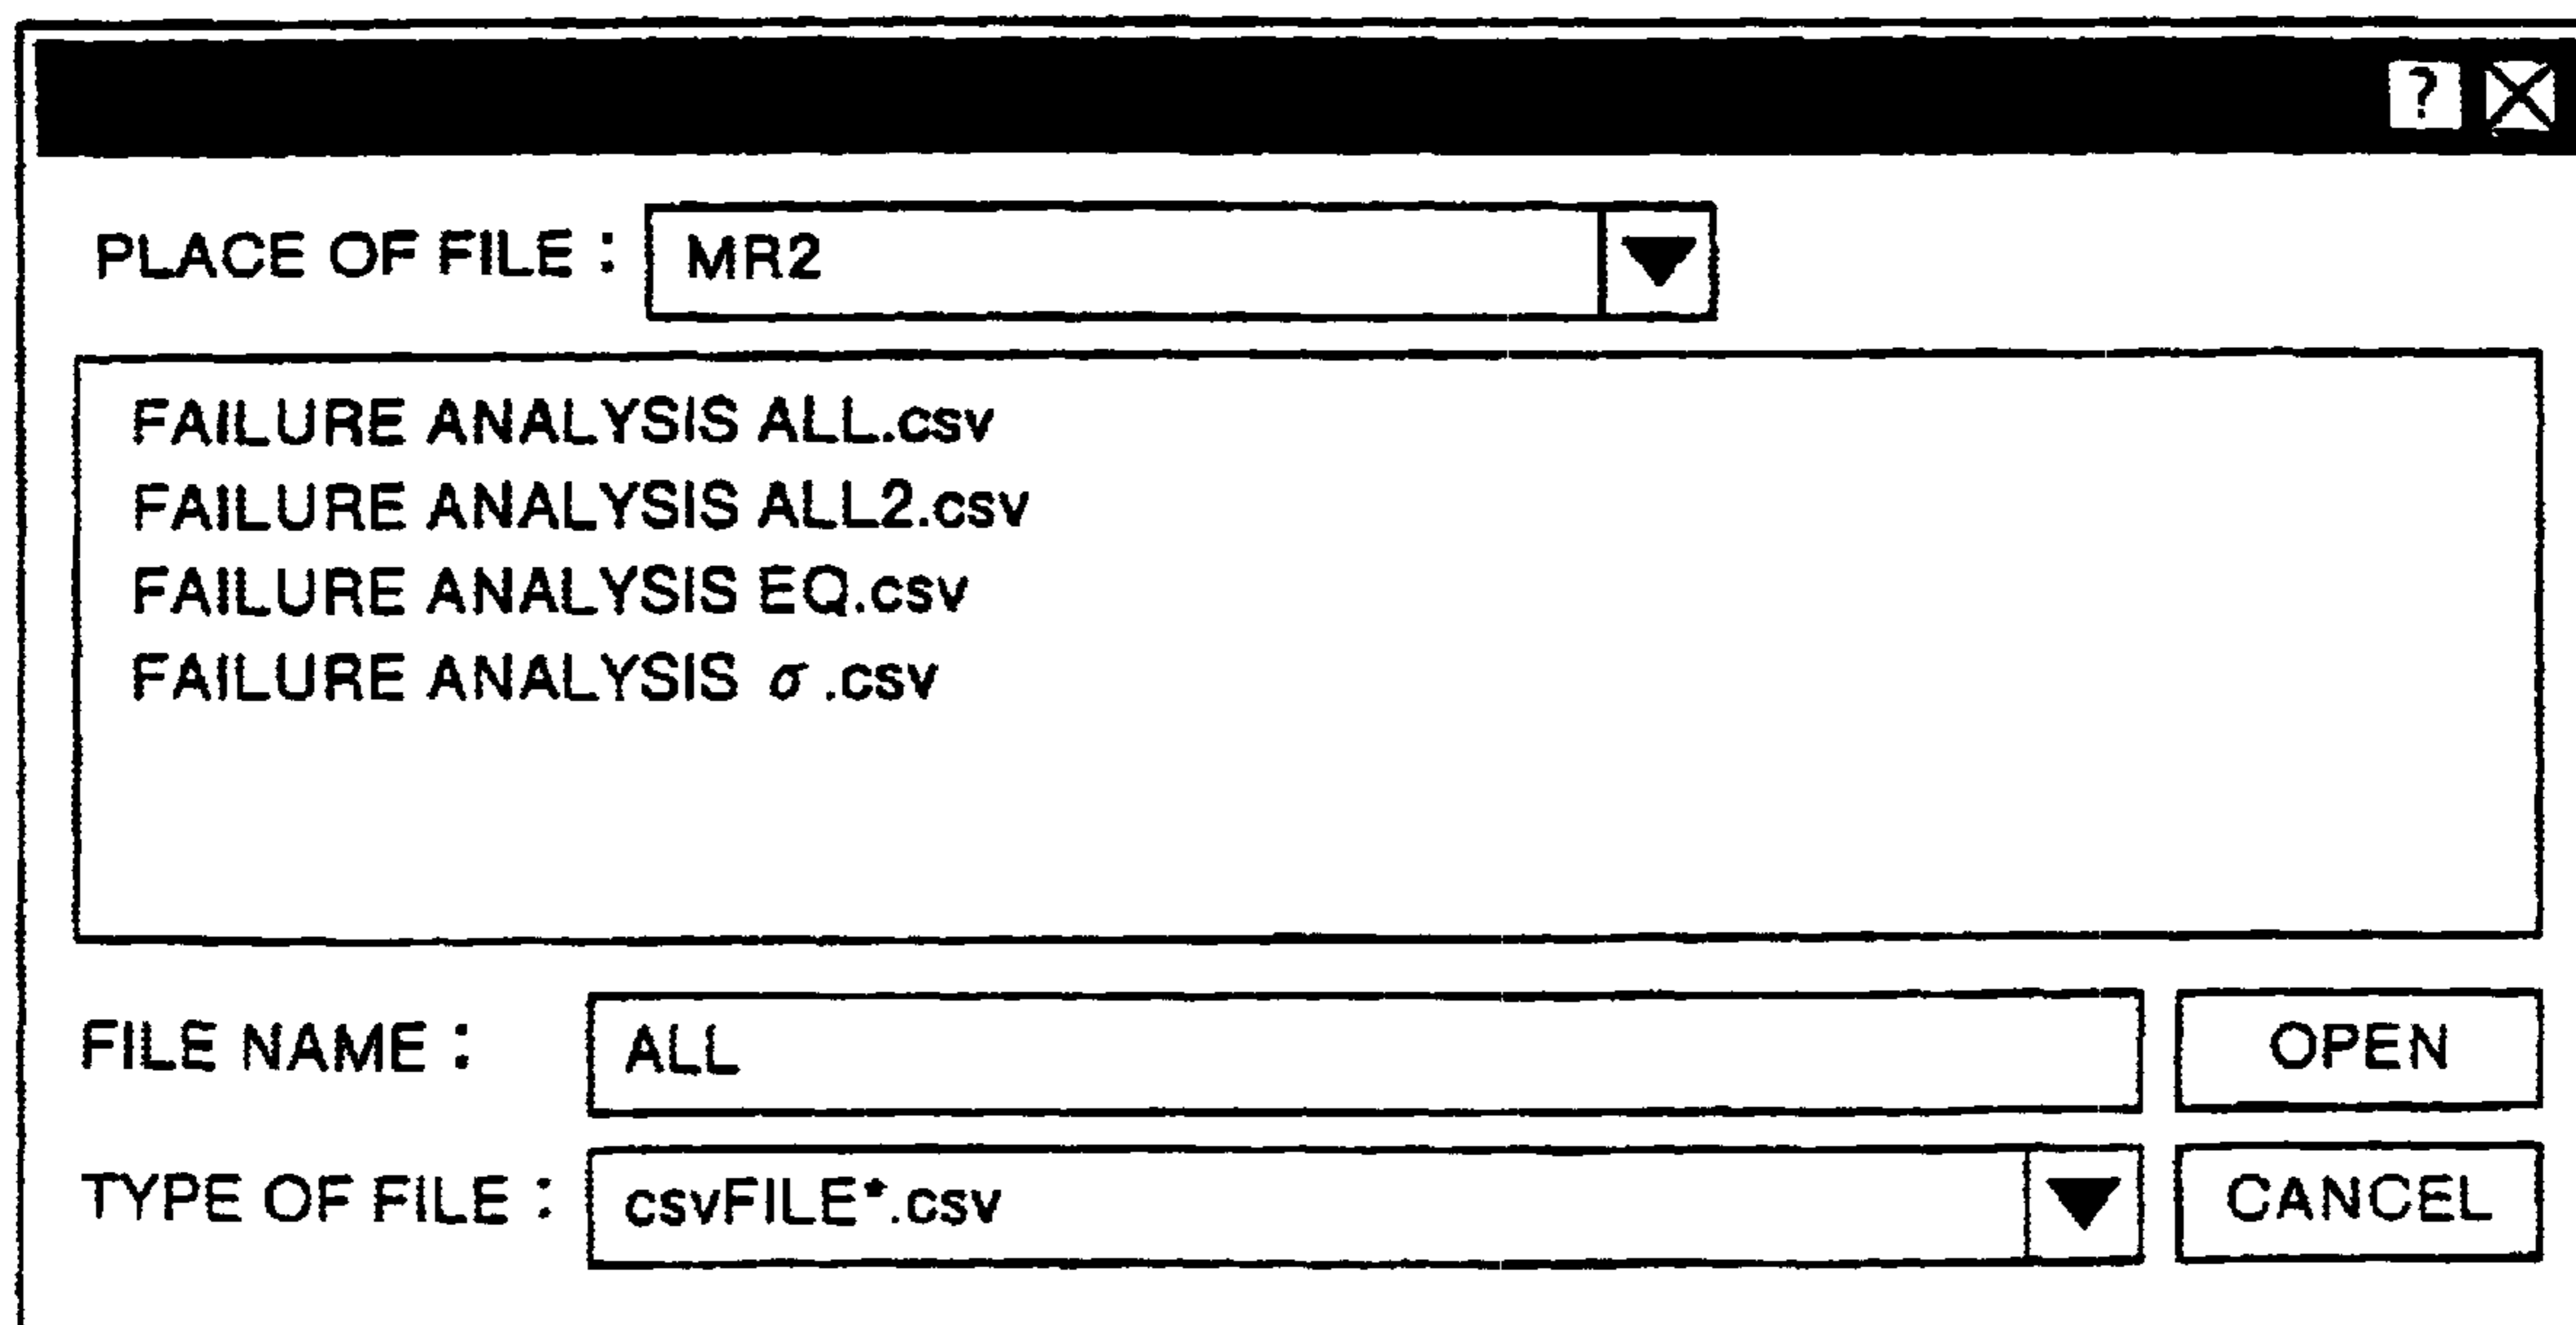 ?
PLACE OF FILE : MR2
FAILURE ANALYSIS ALL.csv
FAILURE ANALYSIS ALL2.csv
FAILURE ANALYSIS EQ.csv
FAILURE ANALYSIS σ .csv
FILE NAME : ALL OPEN
TYPE OF FILE : csvFILE*.csv CANCEL